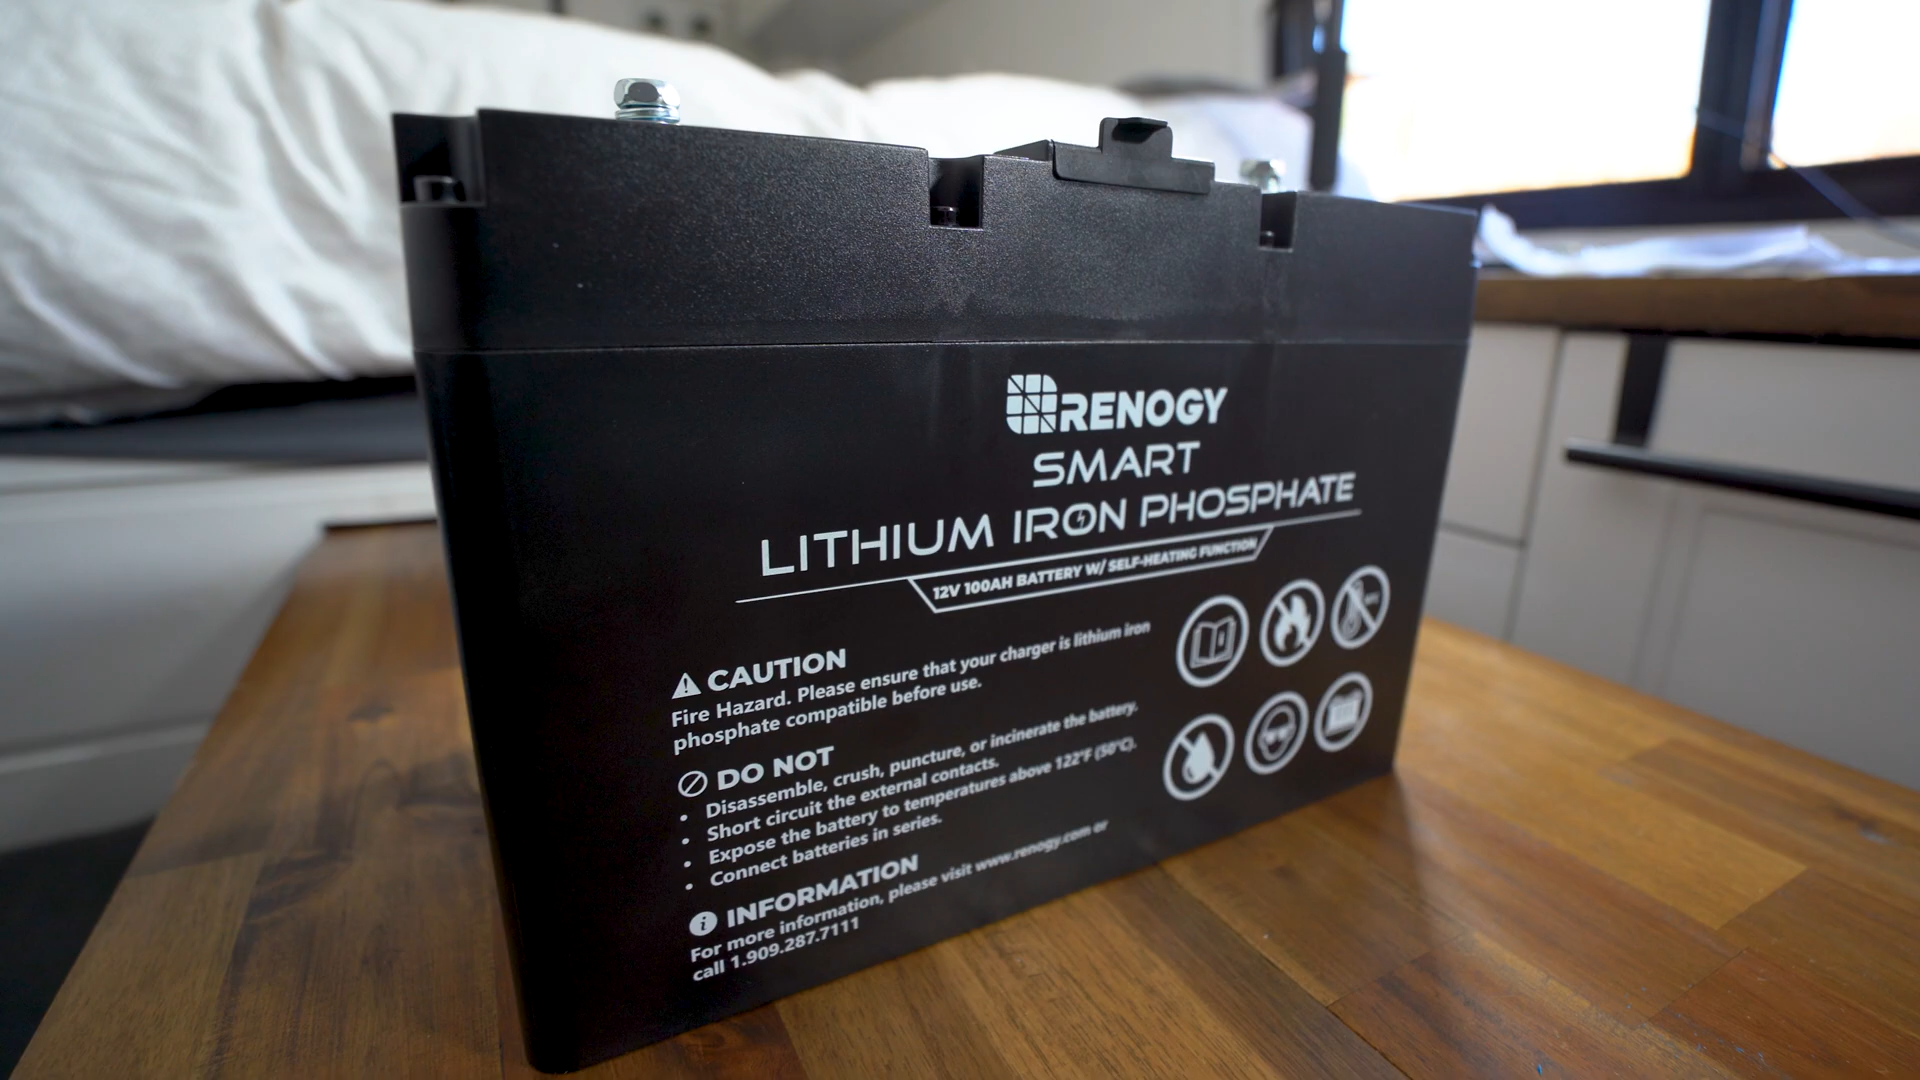 RENOGY
SMART
LITHIUM IRON PHOSPHATE
12V 100AH BATTERY W/ SELF-HEATING FUNCTION
CAUTION
Fire Hazard. Please ensure that your charger is lithium iron
phosphate compatible before use.
DO NOT
• Disassemble, crush, puncture, or incinerate the battery.
• Short circuit the external contacts.
• Expose the battery to temperatures above 122°F (50°C).
• Connect batteries in series.
INFORMATION
For more information, please visit www.renogy.com or
call 1.909.287.7111